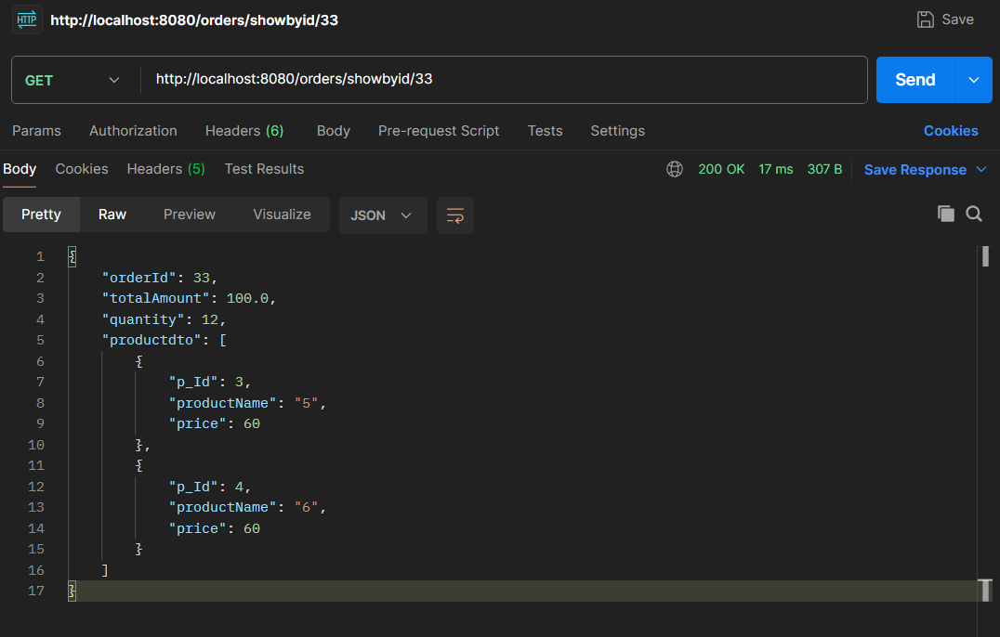 HTTP http://localhost:8080/orders/showbyid/33 Save
GET http://localhost:8080/orders/showbyid/33 Send
Params Authorization Headers (6) Body Pre-request Script Tests Settings Cookies
Body Cookies Headers (5) Test Results 200 OK 17 ms 307 B Save Response
Pretty Raw Preview Visualize JSON
1 {
2 "orderId": 33,
3 "totalAmount": 100.0,
4 "quantity": 12,
5 "productdto": [
6 {
7 "p_Id": 3,
8 "productName": "5",
9 "price": 60
10 },
11 {
12 "p_Id": 4,
13 "productName": "6",
14 "price": 60
15 }
16 ]
17 }